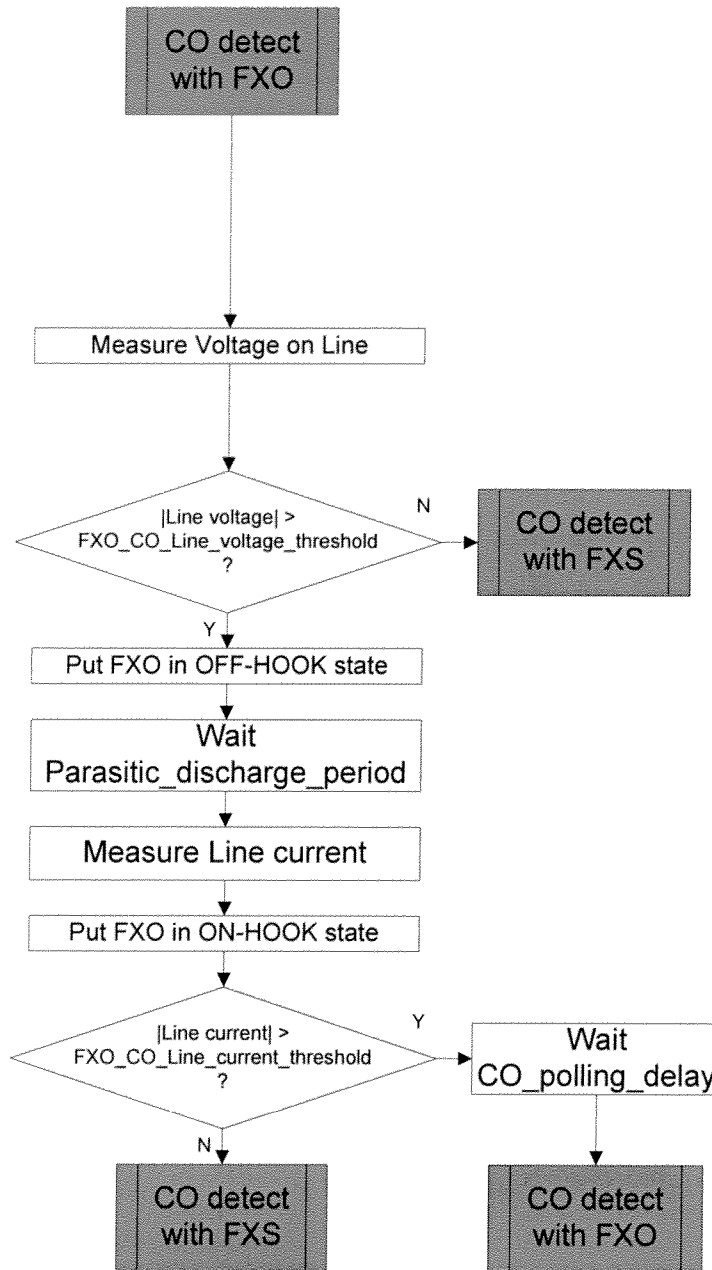 CO detect
with FXO
Measure Voltage on Line
|Line voltage| >
FXO_CO_Line_voltage_threshold
?
N
CO detect
with FXS
Y
Put FXO in OFF-HOOK state
Wait
Parasitic_discharge_period
Measure Line current
Put FXO in ON-HOOK state
|Line current| >
FXO_CO_Line_current_threshold
?
Y
Wait
CO_polling_delay
N
CO detect
with FXS
CO detect
with FXO